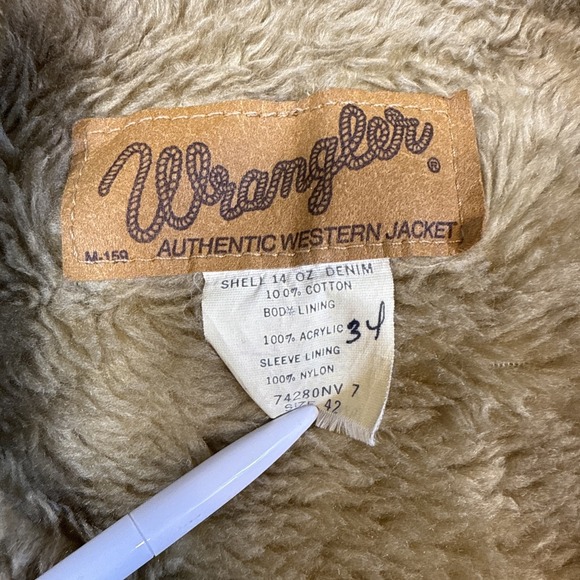 Wrangler®
M-159 AUTHENTIC WESTERN JACKET
SHELL 14 OZ DENIM
100% COTTON
BODY LINING
100% ACRYLIC 34
SLEEVE LINING
100% NYLON
74280NV 7
SIZE 42